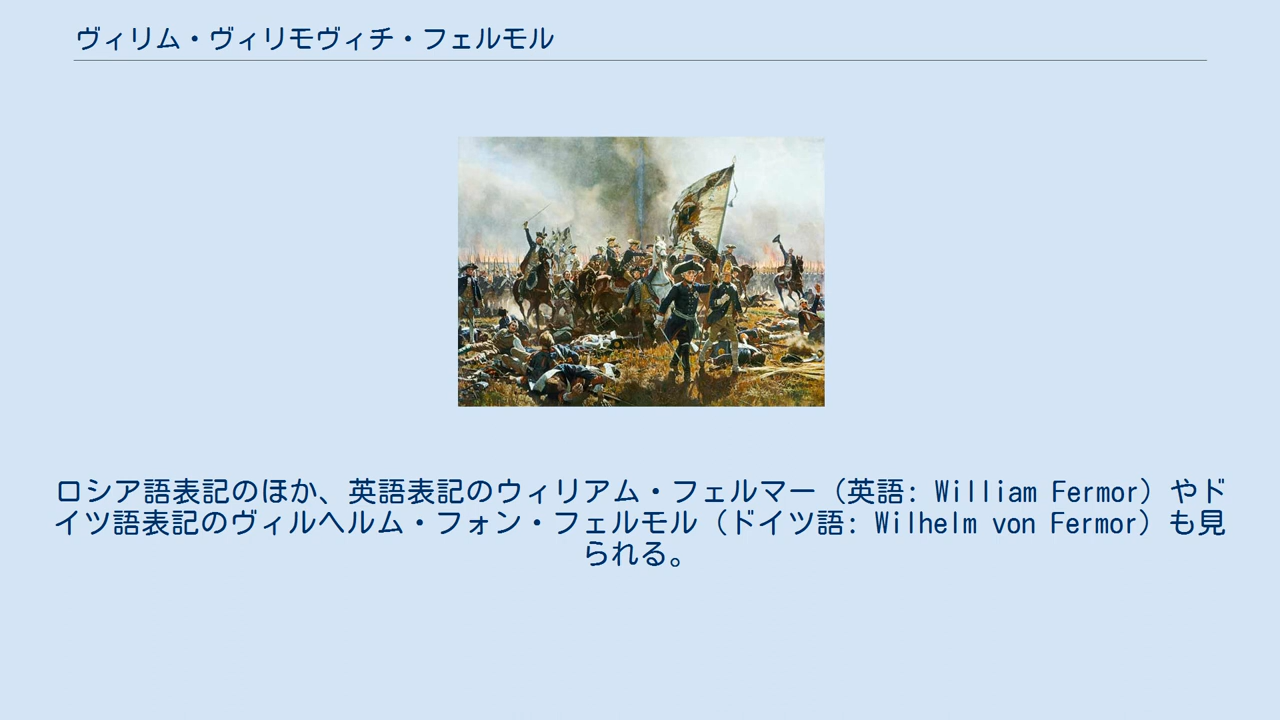 ヴィリム・ヴィリモヴィチ・フェルモル
ロシア語表記のほか、英語表記のウィリアム・フェルマー（英語: William Fermor）やド
イツ語表記のヴィルヘルム・フォン・フェルモル（ドイツ語: Wilhelm von Fermor）も見
られる。